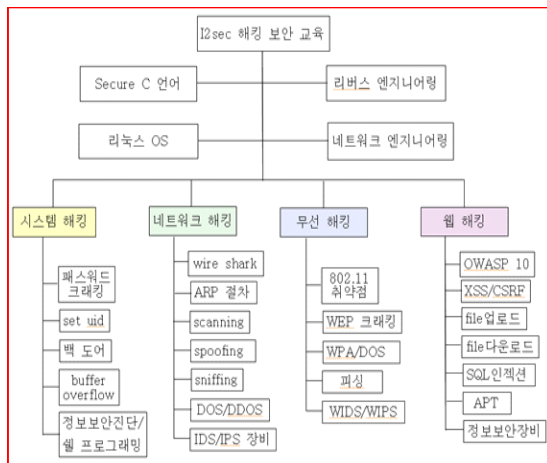 I2sec 해킹 보안 교육
Secure C 언어
리버스 엔지니어링
리눅스 OS
네트워크 엔지니어링
시스템 해킹
네트워크 해킹
무선 해킹
웹 해킹
패스워드
크래킹
set uid
백 도어
buffer
overflow
정보보안진단/
쉘 프로그래밍
wire shark
ARP 절차
scanning
spoofing
sniffing
DOS/DDOS
IDS/IPS 장비
802.11
취약점
WEP 크래킹
WPA/DOS
피싱
WIDS/WIPS
OWASP 10
XSS/CSRF
file업로드
file다운로드
SQL인젝션
APT
정보보안장비